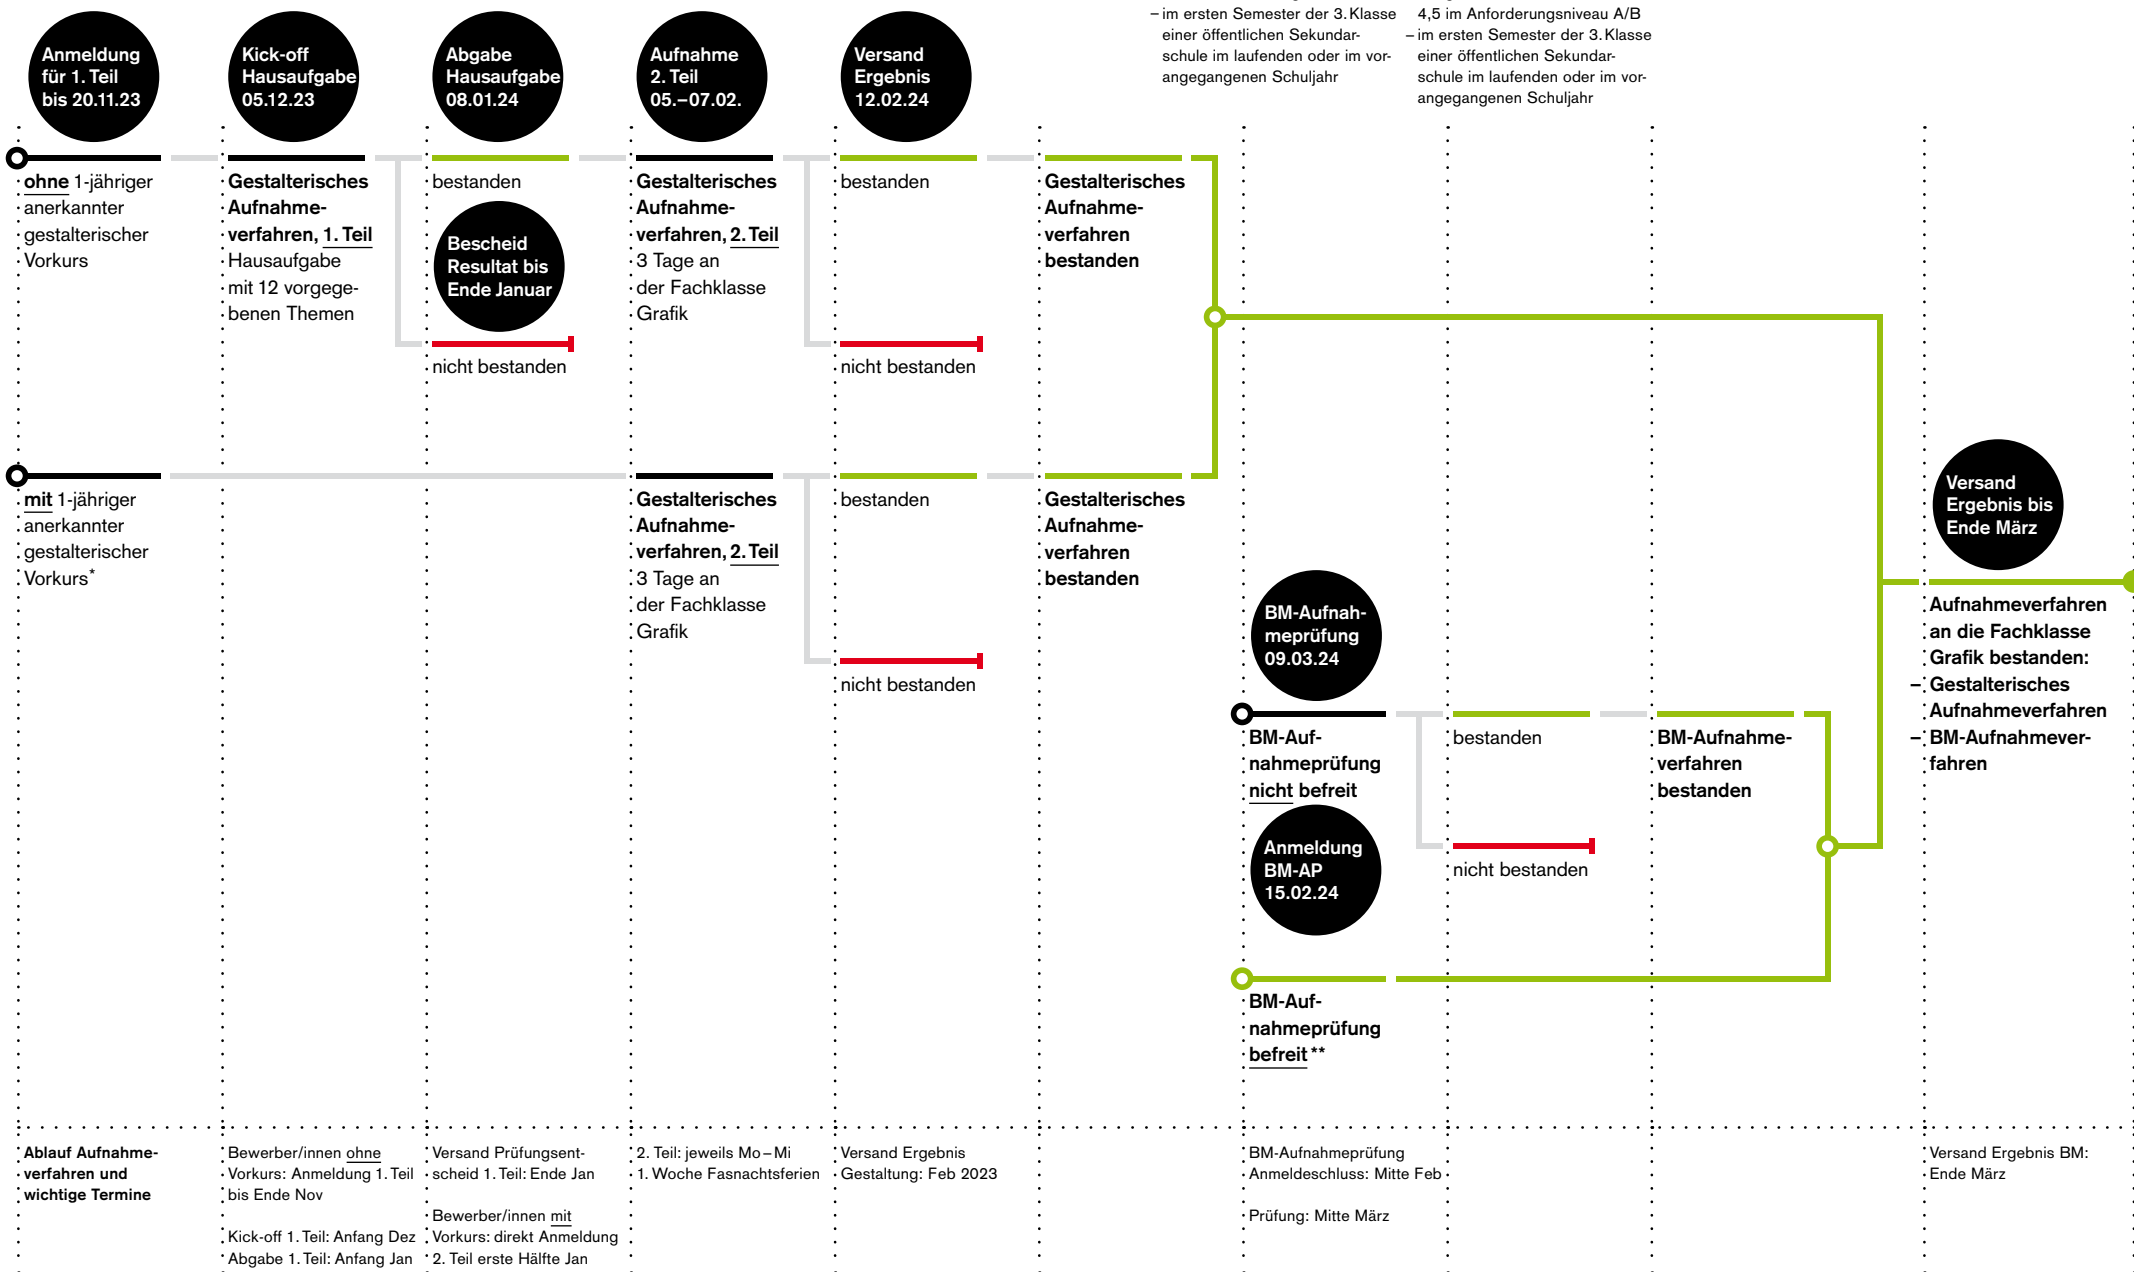 – im ersten Semester der 3. Klasse
einer öffentlichen Sekundar-
schule im laufenden oder im vor-
angegangenen Schuljahr
4,5 im Anforderungsniveau A/B
– im ersten Semester der 3. Klasse
einer öffentlichen Sekundar-
schule im laufenden oder im vor-
angegangenen Schuljahr
Anmeldung
für 1. Teil
bis 20.11.23
Kick-off
Hausaufgabe
05.12.23
Abgabe
Hausaufgabe
08.01.24
Aufnahme
2. Teil
05.–07.02.
Versand
Ergebnis
12.02.24
ohne 1-jähriger
anerkannter
gestalterischer
Vorkurs
Gestalterisches
Aufnahme-
verfahren, 1. Teil
Hausaufgabe
mit 12 vorgege-
benen Themen
bestanden
Bescheid
Resultat bis
Ende Januar
nicht bestanden
Gestalterisches
Aufnahme-
verfahren, 2. Teil
3 Tage an
der Fachklasse
Grafik
bestanden
nicht bestanden
Gestalterisches
Aufnahme-
verfahren
bestanden
mit 1-jähriger
anerkannter
gestalterischer
Vorkurs*
Gestalterisches
Aufnahme-
verfahren, 2. Teil
3 Tage an
der Fachklasse
Grafik
bestanden
nicht bestanden
Gestalterisches
Aufnahme-
verfahren
bestanden
BM-Aufnah-
meprüfung
09.03.24
BM-Auf-
nahmeprüfung
nicht befreit
Anmeldung
BM-AP
15.02.24
bestanden
nicht bestanden
BM-Aufnahme-
verfahren
bestanden
BM-Auf-
nahmeprüfung
befreit**
Versand
Ergebnis bis
Ende März
Aufnahmeverfahren
an die Fachklasse
Grafik bestanden:
– Gestalterisches
Aufnahmeverfahren
– BM-Aufnahmever-
fahren
Ablauf Aufnahme-
verfahren und
wichtige Termine
Bewerber/innen ohne
Vorkurs: Anmeldung 1. Teil
bis Ende Nov
Kick-off 1. Teil: Anfang Dez
Abgabe 1. Teil: Anfang Jan
Versand Prüfungsent-
scheid 1. Teil: Ende Jan
Bewerber/innen mit
Vorkurs: direkt Anmeldung
2. Teil erste Hälfte Jan
2. Teil: jeweils Mo–Mi
1. Woche Fasnachtsferien
Versand Ergebnis
Gestaltung: Feb 2023
BM-Aufnahmeprüfung
Anmeldeschluss: Mitte Feb
Prüfung: Mitte März
Versand Ergebnis BM:
Ende März